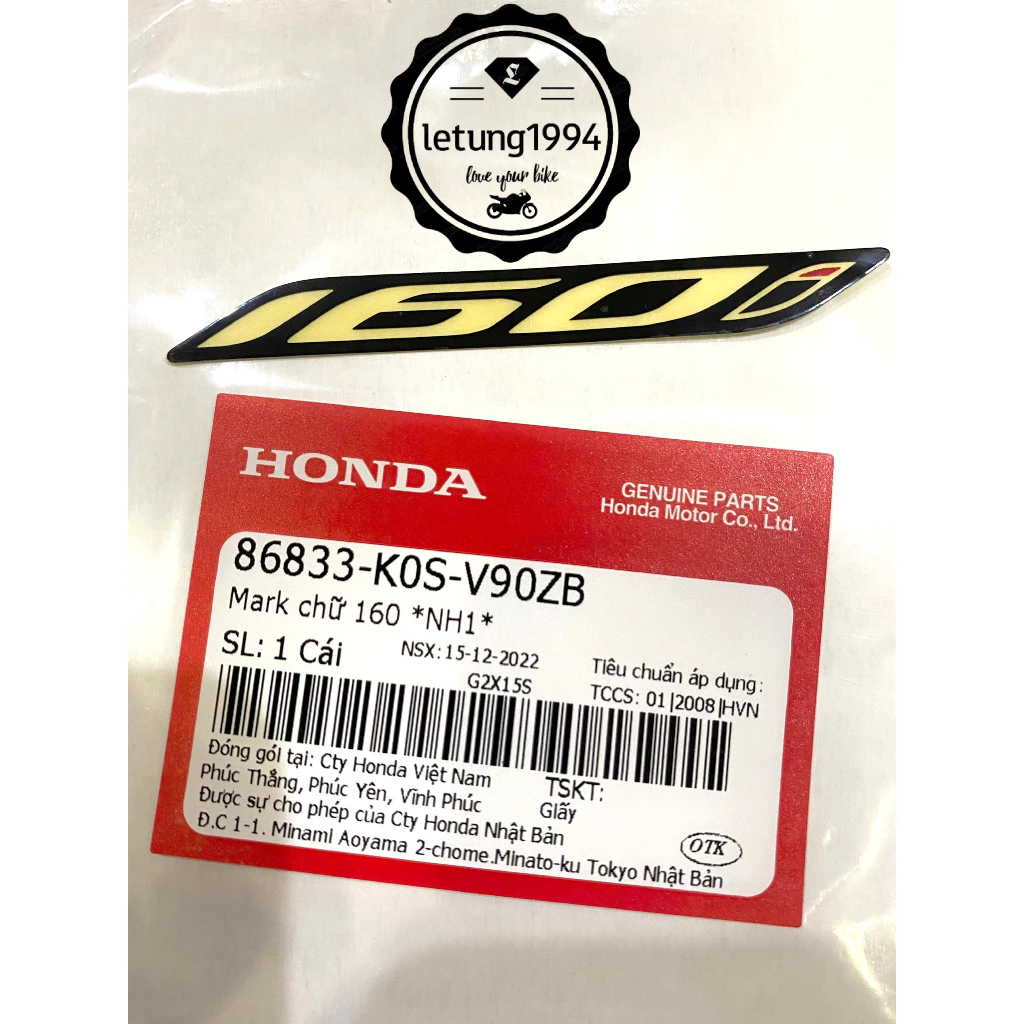 L
letung1994
love your bike
160i
HONDA
GENUINE PARTS
Honda Motor Co., Ltd.
86833-K0S-V90ZB
Mark chữ 160 *NH1*
SL: 1 Cái
NSX: 15-12-2022
Tiêu chuẩn áp dụng:
G2X15S
TCCS: 01|2008|HVN
Đóng gói tại: Cty Honda Việt Nam
Phúc Thắng, Phúc Yên, Vĩnh Phúc
TSKT:
Giấy
Được sự cho phép của Cty Honda Nhật Bản
Đ.C 1-1. Minami Aoyama 2-chome.Minato-ku Tokyo Nhật Bản
OTK